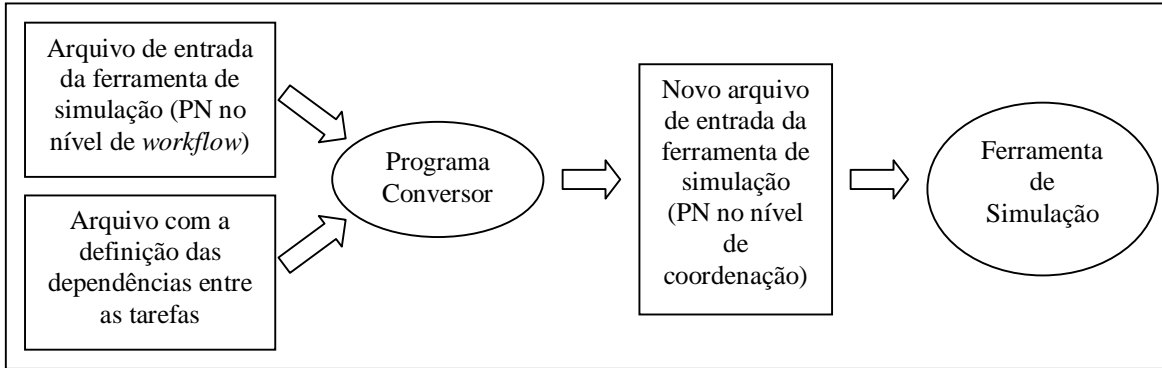 Arquivo de entrada
da ferramenta de
simulação (PN no
nível de workflow)
Arquivo com a
definição das
dependências entre
as tarefas
Programa
Conversor
Novo arquivo
de entrada da
ferramenta de
simulação
(PN no nível
de
coordenação)
Ferramenta
de
Simulação